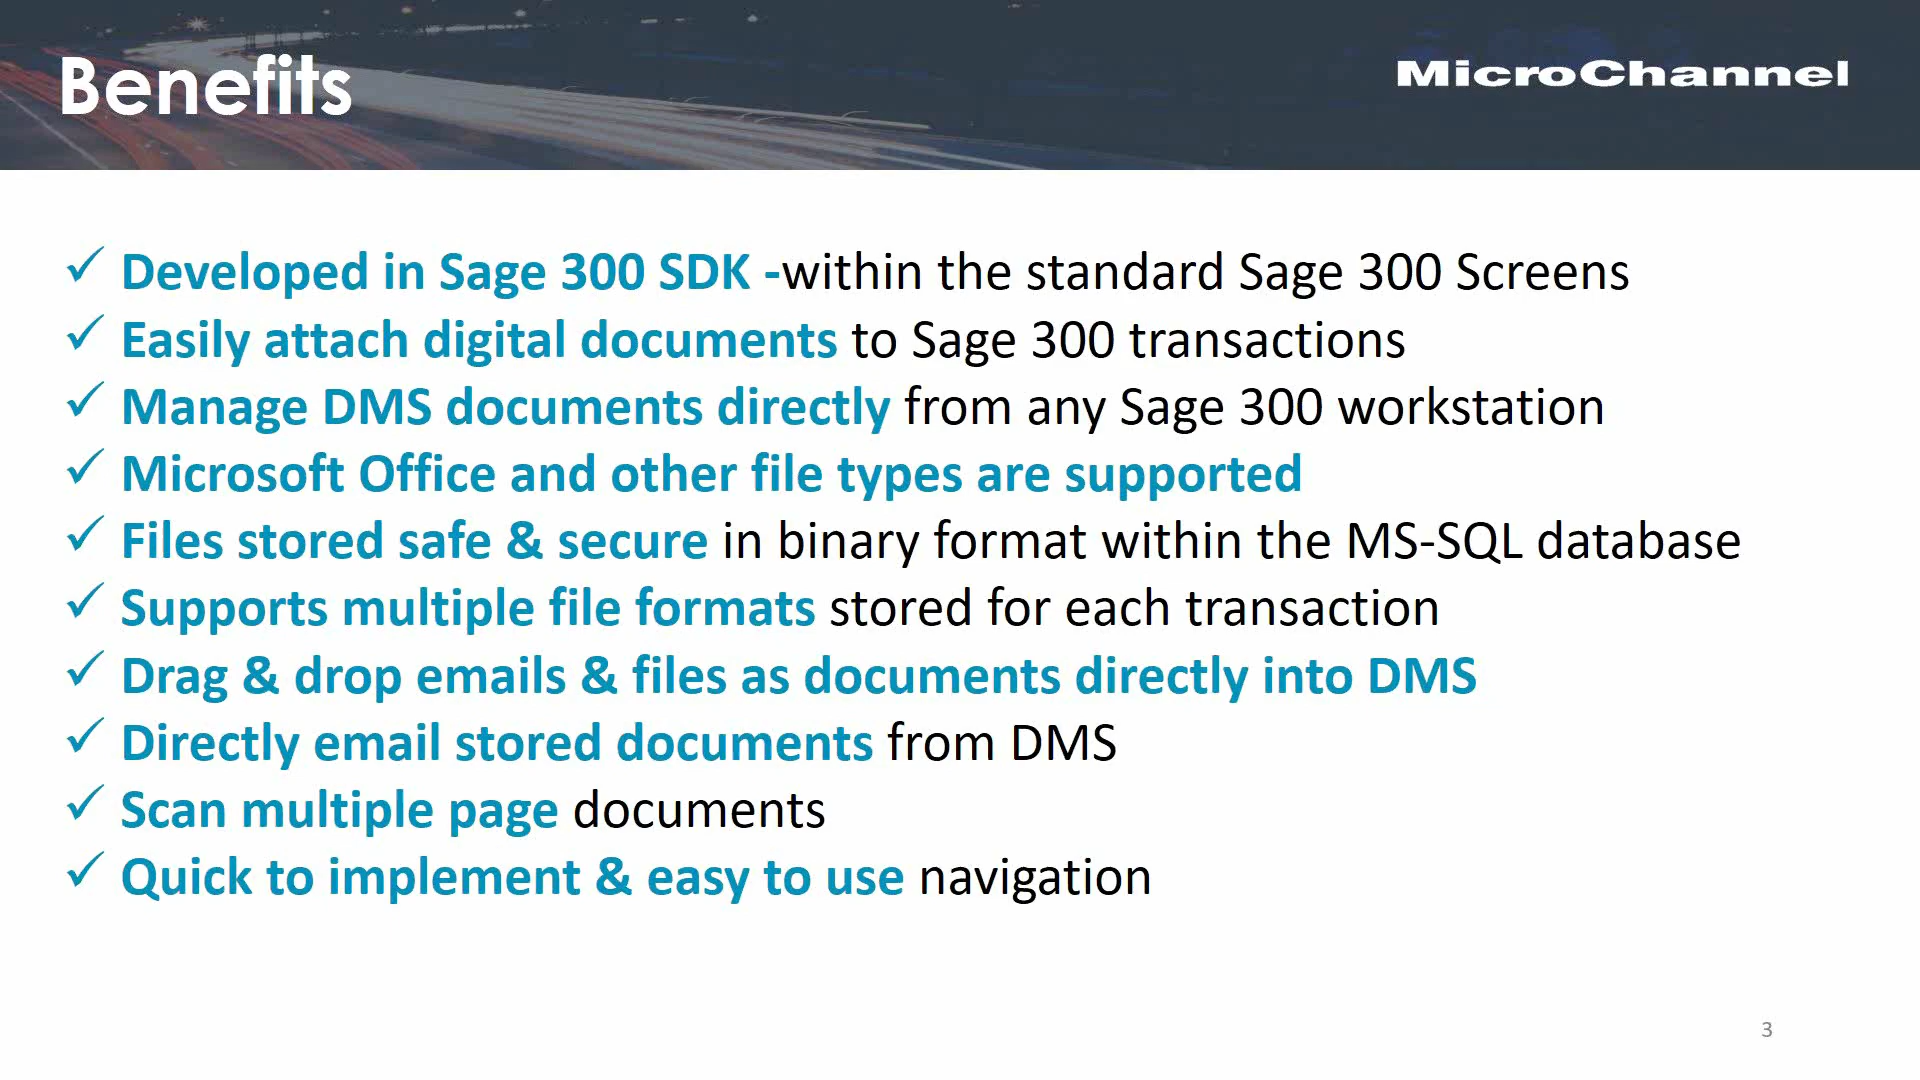 Benefits
MicroChannel
✓ Developed in Sage 300 SDK -within the standard Sage 300 Screens
✓ Easily attach digital documents to Sage 300 transactions
✓ Manage DMS documents directly from any Sage 300 workstation
✓ Microsoft Office and other file types are supported
✓ Files stored safe & secure in binary format within the MS-SQL database
✓ Supports multiple file formats stored for each transaction
✓ Drag & drop emails & files as documents directly into DMS
✓ Directly email stored documents from DMS
✓ Scan multiple page documents
✓ Quick to implement & easy to use navigation
3